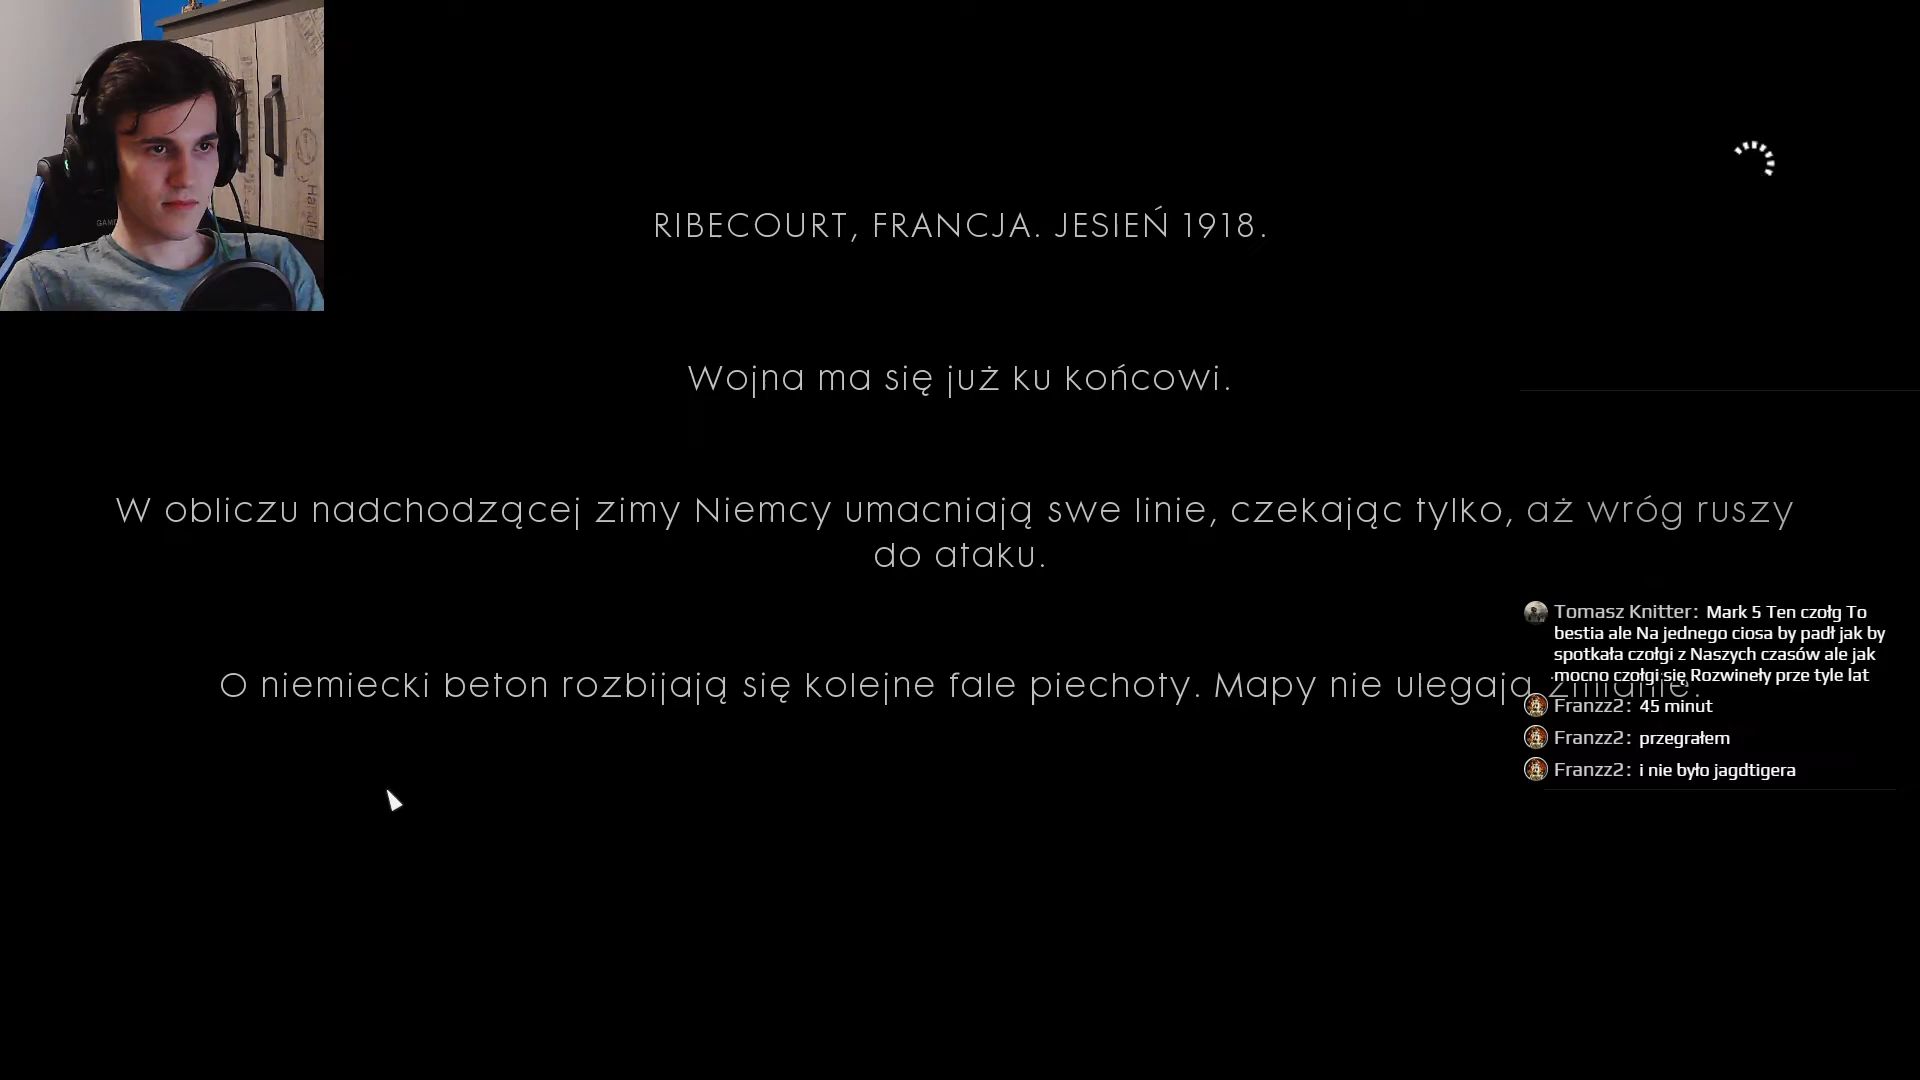 RIBECOURT, FRANCJA. JESIEŃ 1918.
Wojna ma się już ku końcowi.
W obliczu nadchodzącej zimy Niemcy umacniają swe linie, czekając tylko, aż wróg ruszy
do ataku.
O niemiecki beton rozbijają się kolejne fale piechoty. Mapy nie ulegają zmianie.
Tomasz Knitter: Mark 5 Ten czołg To
bestia ale Na jednego ciosa by padł jak by
spotkała czołgi z Naszych czasów ale jak
mocno czołgi się Rozwineły prze tyle lat
Franzz2: 45 minut
Franzz2: przegrałem
Franzz2: i nie było jagdtigera